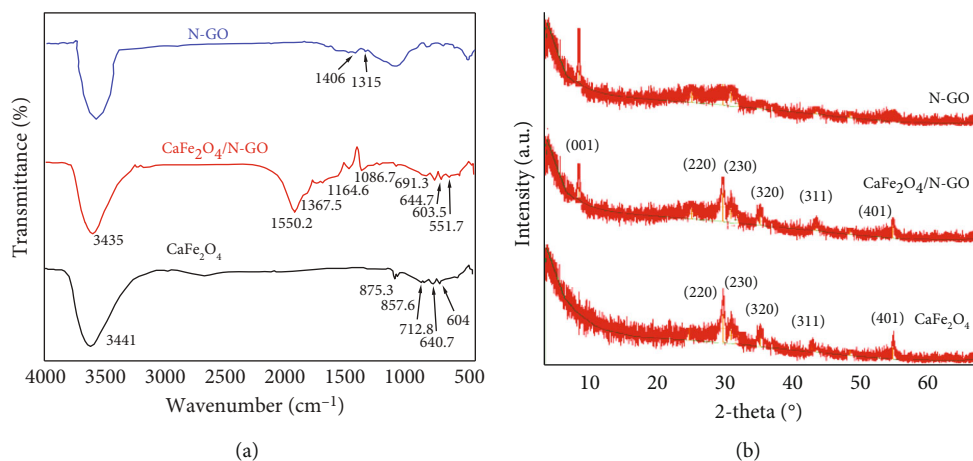 Transmittance (%)
N-GO
1406
1315
CaFe₂O₄/N-GO
3435
1550.2
1367.5
1164.6
1086.7
691.3
644.7
603.5
551.7
CaFe₂O₄
3441
875.3
857.6
712.8
640.7
604
4000 3500 3000 2500 2000 1500 1000 500
Wavenumber (cm⁻¹)
(a)
Intensity (a.u.)
N-GO
(001)
(220)
(230)
(320)
(311)
(401)
CaFe₂O₄/N-GO
(220)
(230)
(320)
(311)
(401)
CaFe₂O₄
10 20 30 40 50 60
2-theta (°)
(b)